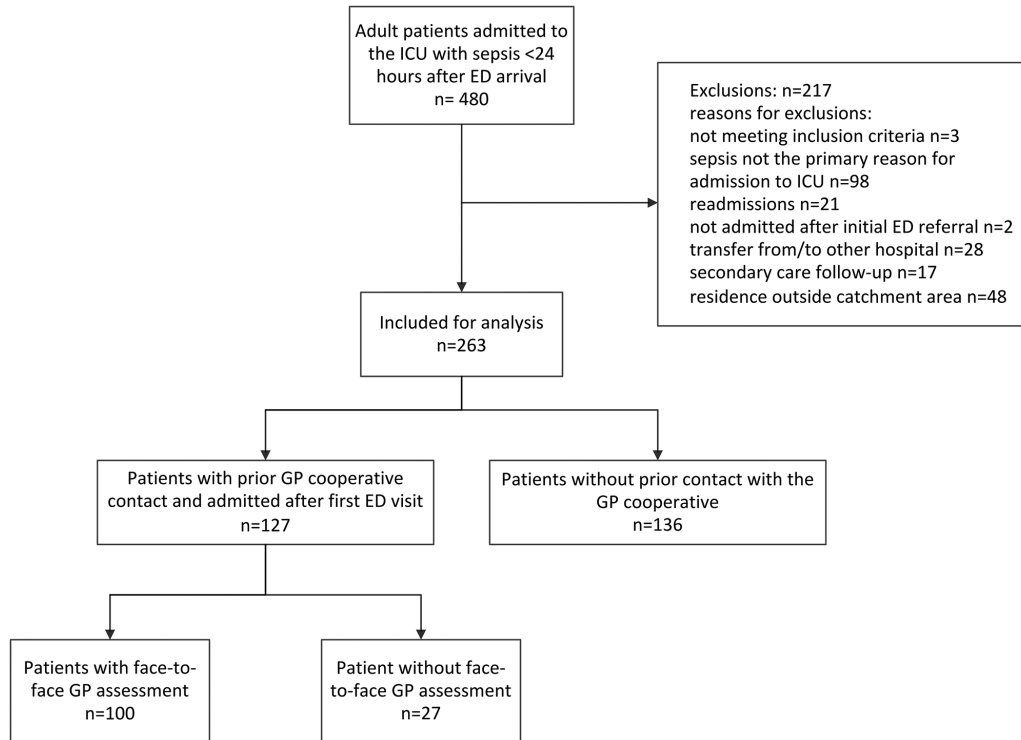 Adult patients admitted to
the ICU with sepsis <24
hours after ED arrival
n= 480
Exclusions: n=217
reasons for exclusions:
not meeting inclusion criteria n=3
sepsis not the primary reason for
admission to ICU n=98
readmissions n=21
not admitted after initial ED referral n=2
transfer from/to other hospital n=28
secondary care follow-up n=17
residence outside catchment area n=48
Included for analysis
n=263
Patients with prior GP cooperative
contact and admitted after first ED visit
n=127
Patients without prior contact with the
GP cooperative
n=136
Patients with face-to-
face GP assessment
n=100
Patient without face-
to-face GP assessment
n=27